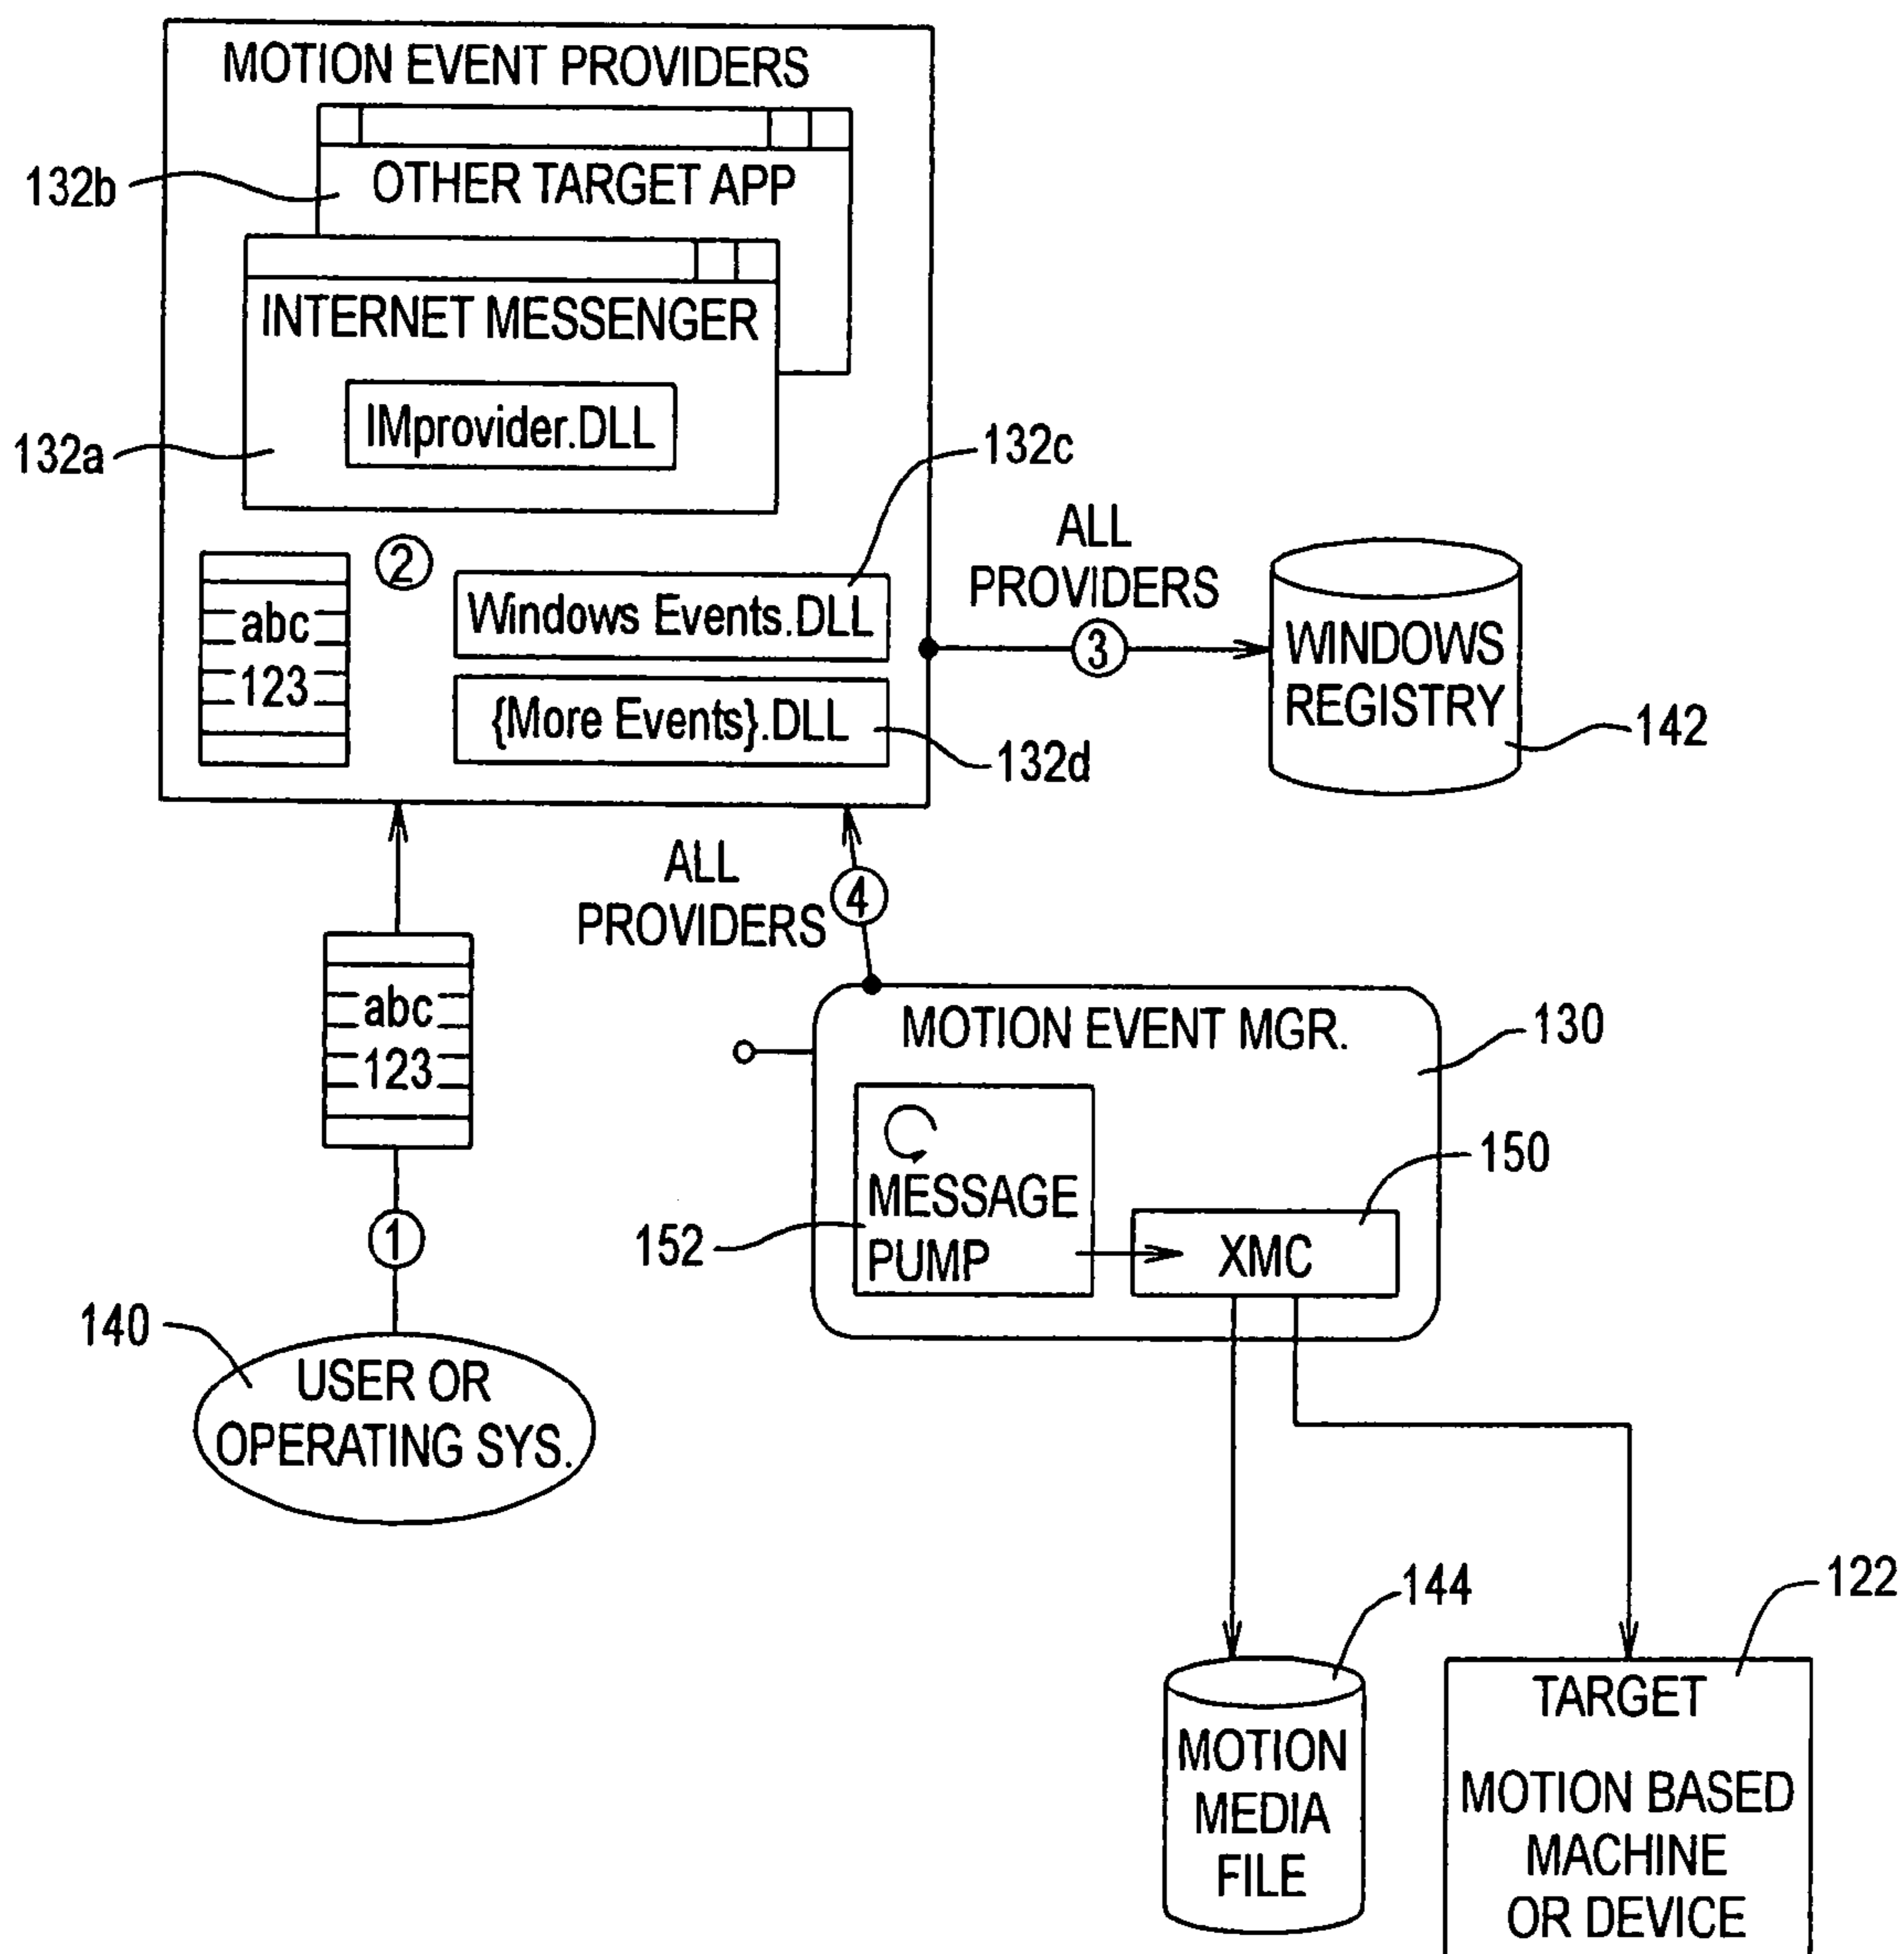 MOTION EVENT PROVIDERS
132b
OTHER TARGET APP
INTERNET MESSENGER
IMprovider.DLL
132a
132c
2
abc
123
Windows Events.DLL
{More Events}.DLL
132d
ALL
PROVIDERS
3
WINDOWS
REGISTRY
142
ALL
PROVIDERS
4
abc
123
1
140
USER OR
OPERATING SYS.
MOTION EVENT MGR.
130
MESSAGE
PUMP
152
150
XMC
144
MOTION
MEDIA
FILE
122
TARGET
MOTION BASED
MACHINE
OR DEVICE